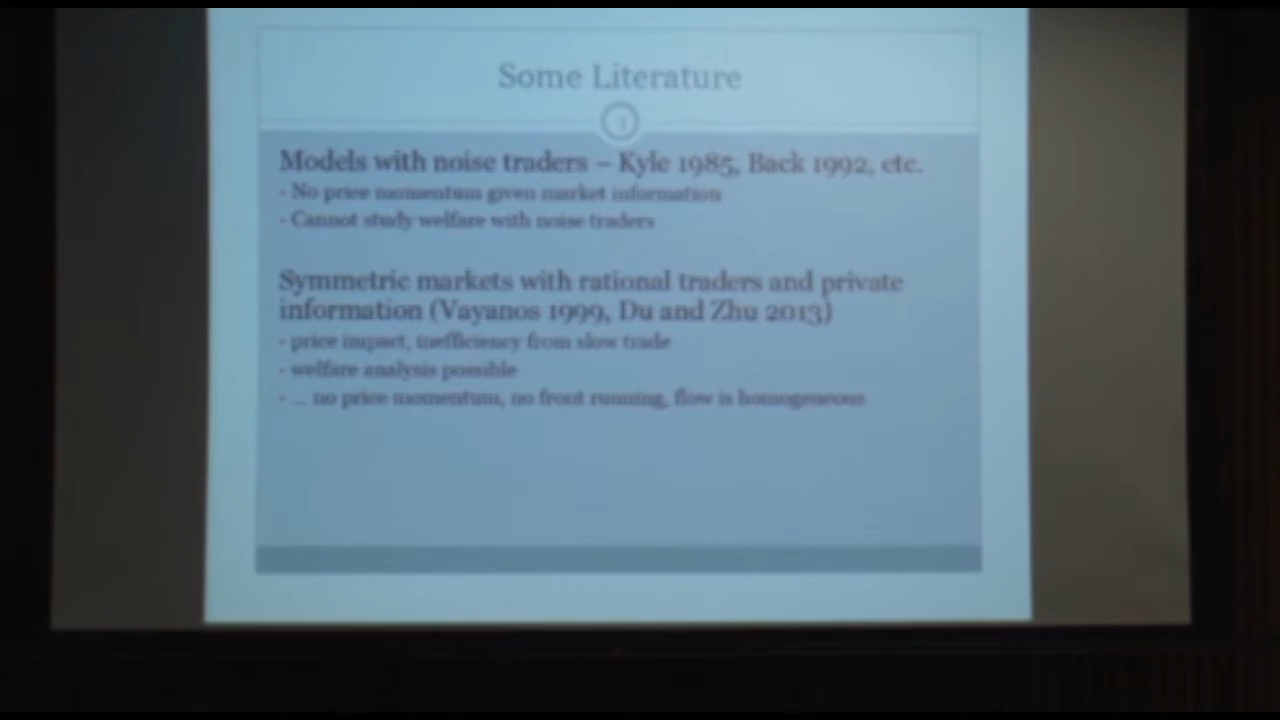 Some Literature
3
Models with noise traders – Kyle 1985, Back 1992, etc.
- No price momentum given market information
- Cannot study welfare with noise traders
Symmetric markets with rational traders and private
information (Vayanos 1999, Du and Zhu 2013)
- price impact, inefficiency from slow trade
- welfare analysis possible
- ... no price momentum, no front running, flow is homogeneous